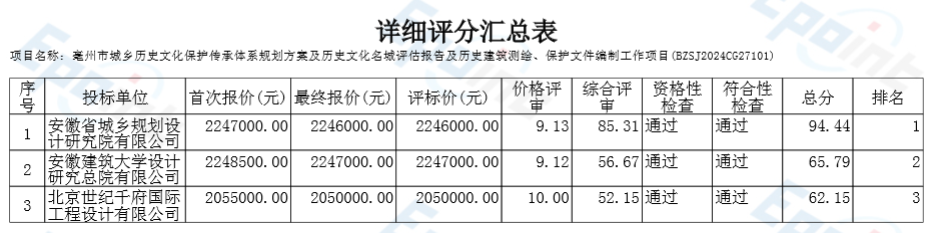 详细评分汇总表
项目名称：亳州市城乡历史文化保护传承体系规划方案及历史文化名城评估报告及历史建筑测绘、保护文件编制工作项目(BZSJ2024CG27101)
序号 投标单位 首次报价(元) 最终报价(元) 评标价(元) 价格评审 综合评审 资格性检查 符合性检查 总分 排名
1 安徽省城乡规划设计研究院有限公司 2247000.00 2246000.00 2246000.00 9.13 85.31 通过 通过 94.44 1
2 安徽建筑大学设计研究总院有限公司 2248500.00 2247000.00 2247000.00 9.12 56.67 通过 通过 65.79 2
3 北京世纪千府国际工程设计有限公司 2055000.00 2050000.00 2050000.00 10.00 52.15 通过 通过 62.15 3
Epoint
Epoint